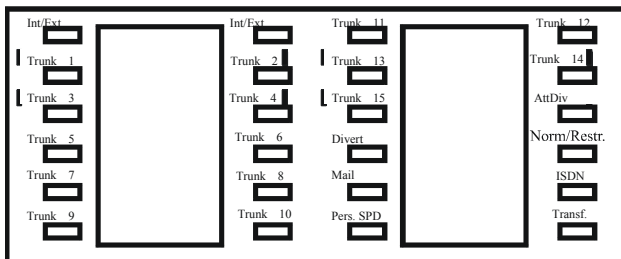 Int/Ext Int/Ext Trunk 11 Trunk 12
Trunk 1 Trunk 2 Trunk 13 Trunk 14
Trunk 3 Trunk 4 Trunk 15 AttDiv
Trunk 5 Trunk 6 Divert Norm/Restr.
Trunk 7 Trunk 8 Mail ISDN
Trunk 9 Trunk 10 Pers. SPD Transf.